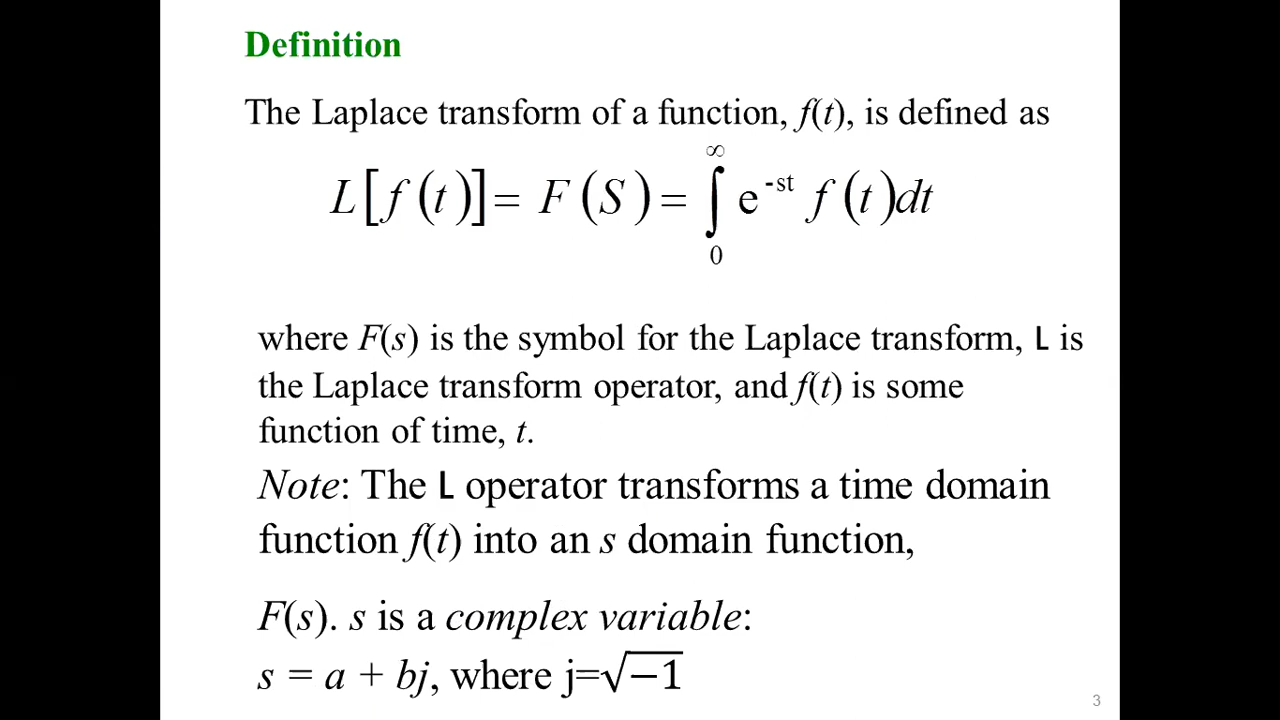 Definition
The Laplace transform of a function, f(t), is defined as
L[f(t)] = F(S) = ∫₀^∞ e^-st f(t)dt
where F(s) is the symbol for the Laplace transform, L is
the Laplace transform operator, and f(t) is some
function of time, t.
Note: The L operator transforms a time domain
function f(t) into an s domain function,
F(s). s is a complex variable:
s = a + bj, where j=√−1
3